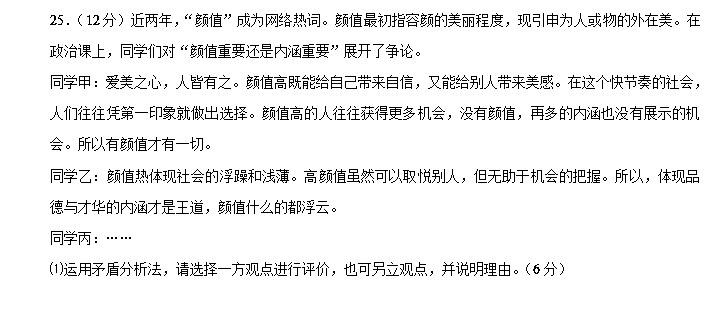 25.（12分）近两年，“颜值”成为网络热词。颜值最初指容颜的美丽程度，现引申为人或物的外在美。在
政治课上，同学们对“颜值重要还是内涵重要”展开了争论。
同学甲：爱美之心，人皆有之。颜值高既能给自己带来自信，又能给别人带来美感。在这个快节奏的社会，
人们往往凭第一印象就做出选择。颜值高的人往往获得更多机会，没有颜值，再多的内涵也没有展示的机
会。所以有颜值才有一切。
同学乙：颜值热体现社会的浮躁和浅薄。高颜值虽然可以取悦别人，但无助于机会的把握。所以，体现品
德与才华的内涵才是王道，颜值什么的都浮云。
同学丙：……
⑴运用矛盾分析法，请选择一方观点进行评价，也可另立观点，并说明理由。（6分）